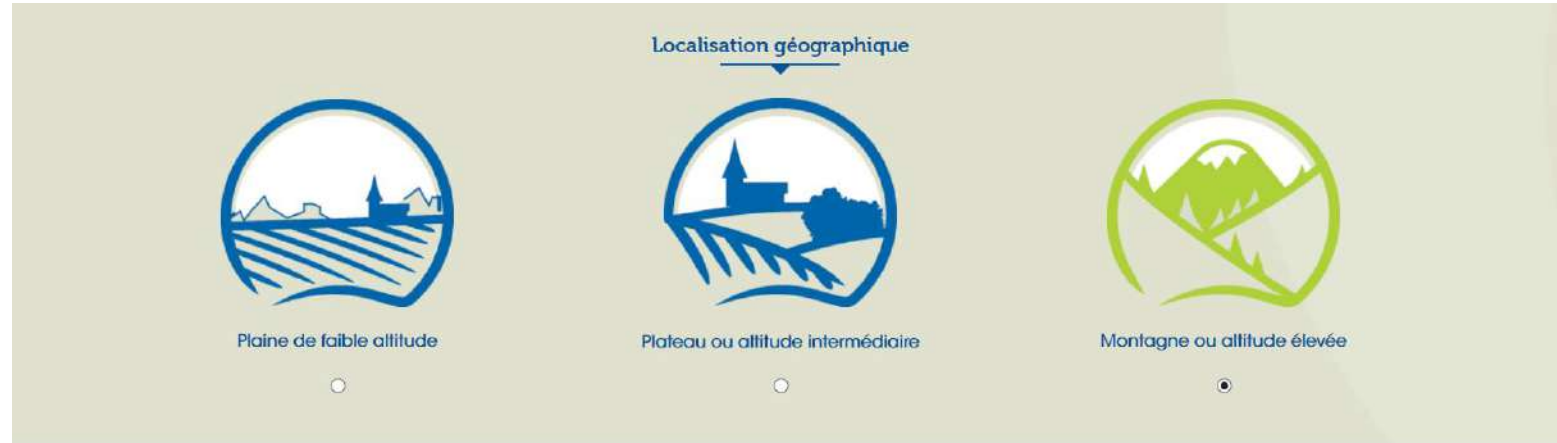 Localisation géographique
Plaine de faible altitude
Plateau ou altitude intermédiaire
Montagne ou altitude élevée